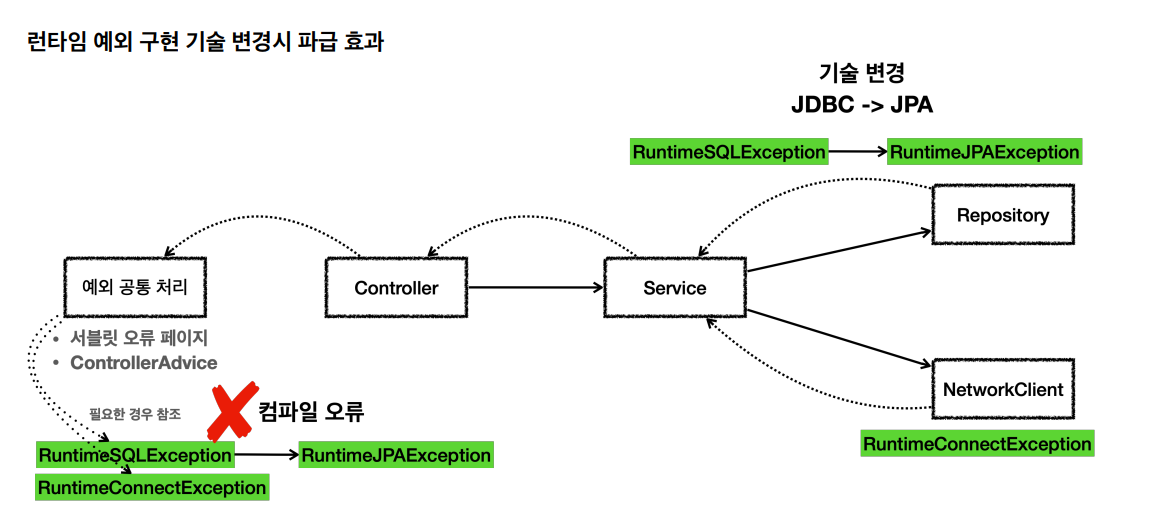 런타임 예외 구현 기술 변경시 파급 효과
기술 변경
JDBC -> JPA
RuntimeSQLException
RuntimeJPAException
Repository
예외 공통 처리
Controller
Service
• 서블릿 오류 페이지
• ControllerAdvice
NetworkClient
필요한 경우 참조
컴파일 오류
RuntimeConnectException
RuntimeSQLException
RuntimeJPAException
RuntimeConnectException